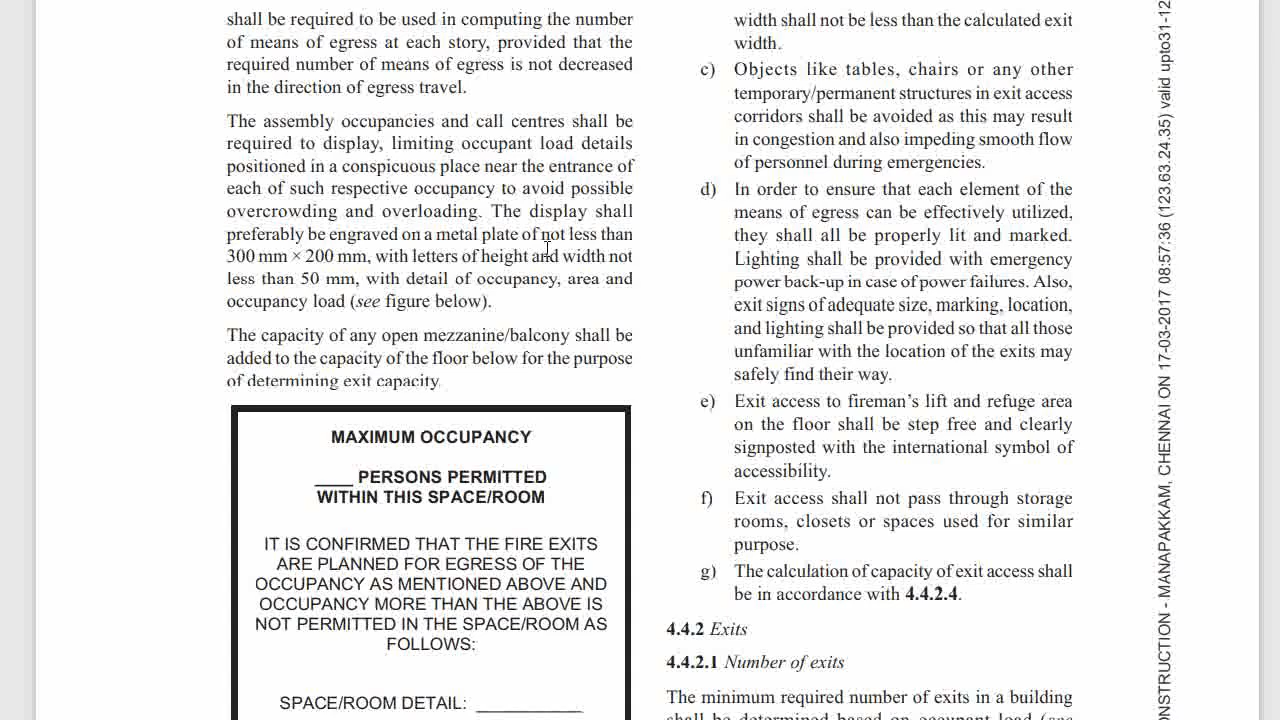 shall be required to be used in computing the number
of means of egress at each story, provided that the
required number of means of egress is not decreased
in the direction of egress travel.
The assembly occupancies and call centres shall be
required to display, limiting occupant load details
positioned in a conspicuous place near the entrance of
each of such respective occupancy to avoid possible
overcrowding and overloading. The display shall
preferably be engraved on a metal plate of not less than
300 mm × 200 mm, with letters of height and width not
less than 50 mm, with detail of occupancy, area and
occupancy load (see figure below).
The capacity of any open mezzanine/balcony shall be
added to the capacity of the floor below for the purpose
of determining exit capacity.
MAXIMUM OCCUPANCY
____ PERSONS PERMITTED
WITHIN THIS SPACE/ROOM
IT IS CONFIRMED THAT THE FIRE EXITS
ARE PLANNED FOR EGRESS OF THE
OCCUPANCY AS MENTIONED ABOVE AND
OCCUPANCY MORE THAN THE ABOVE IS
NOT PERMITTED IN THE SPACE/ROOM AS
FOLLOWS:
SPACE/ROOM DETAIL: ___________
width shall not be less than the calculated exit
width.
c) Objects like tables, chairs or any other
temporary/permanent structures in exit access
corridors shall be avoided as this may result
in congestion and also impeding smooth flow
of personnel during emergencies.
d) In order to ensure that each element of the
means of egress can be effectively utilized,
they shall all be properly lit and marked.
Lighting shall be provided with emergency
power back-up in case of power failures. Also,
exit signs of adequate size, marking, location,
and lighting shall be provided so that all those
unfamiliar with the location of the exits may
safely find their way.
e) Exit access to fireman's lift and refuge area
on the floor shall be step free and clearly
signposted with the international symbol of
accessibility.
f) Exit access shall not pass through storage
rooms, closets or spaces used for similar
purpose.
g) The calculation of capacity of exit access shall
be in accordance with 4.4.2.4.
4.4.2 Exits
4.4.2.1 Number of exits
The minimum required number of exits in a building
shall be determined based on occupant load (see
ONSTRUCTION - MANAPAKKAM, CHENNAI ON 17-03-2017 08:57:36 (123.63.24.35) valid upto31-12